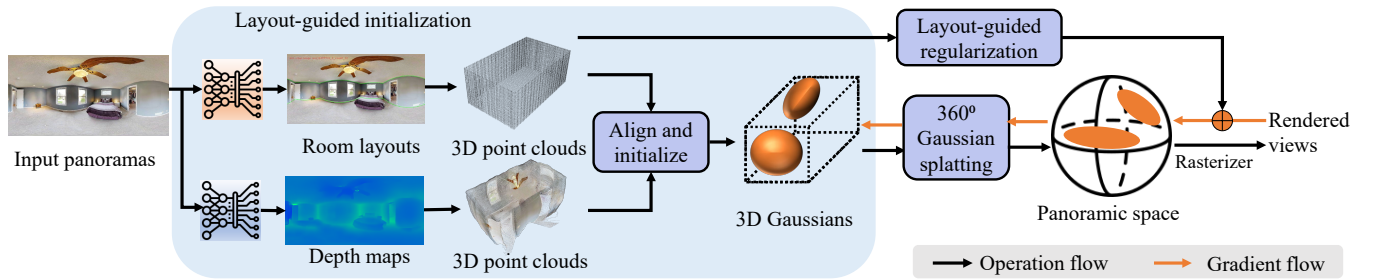 Layout-guided initialization
Layout-guided
regularization
Input panoramas
Room layouts
3D point clouds
Align and
initialize
360º
Gaussian
splatting
Rendered
views
Rasterizer
Depth maps
3D point clouds
3D Gaussians
Panoramic space
Operation flow
Gradient flow